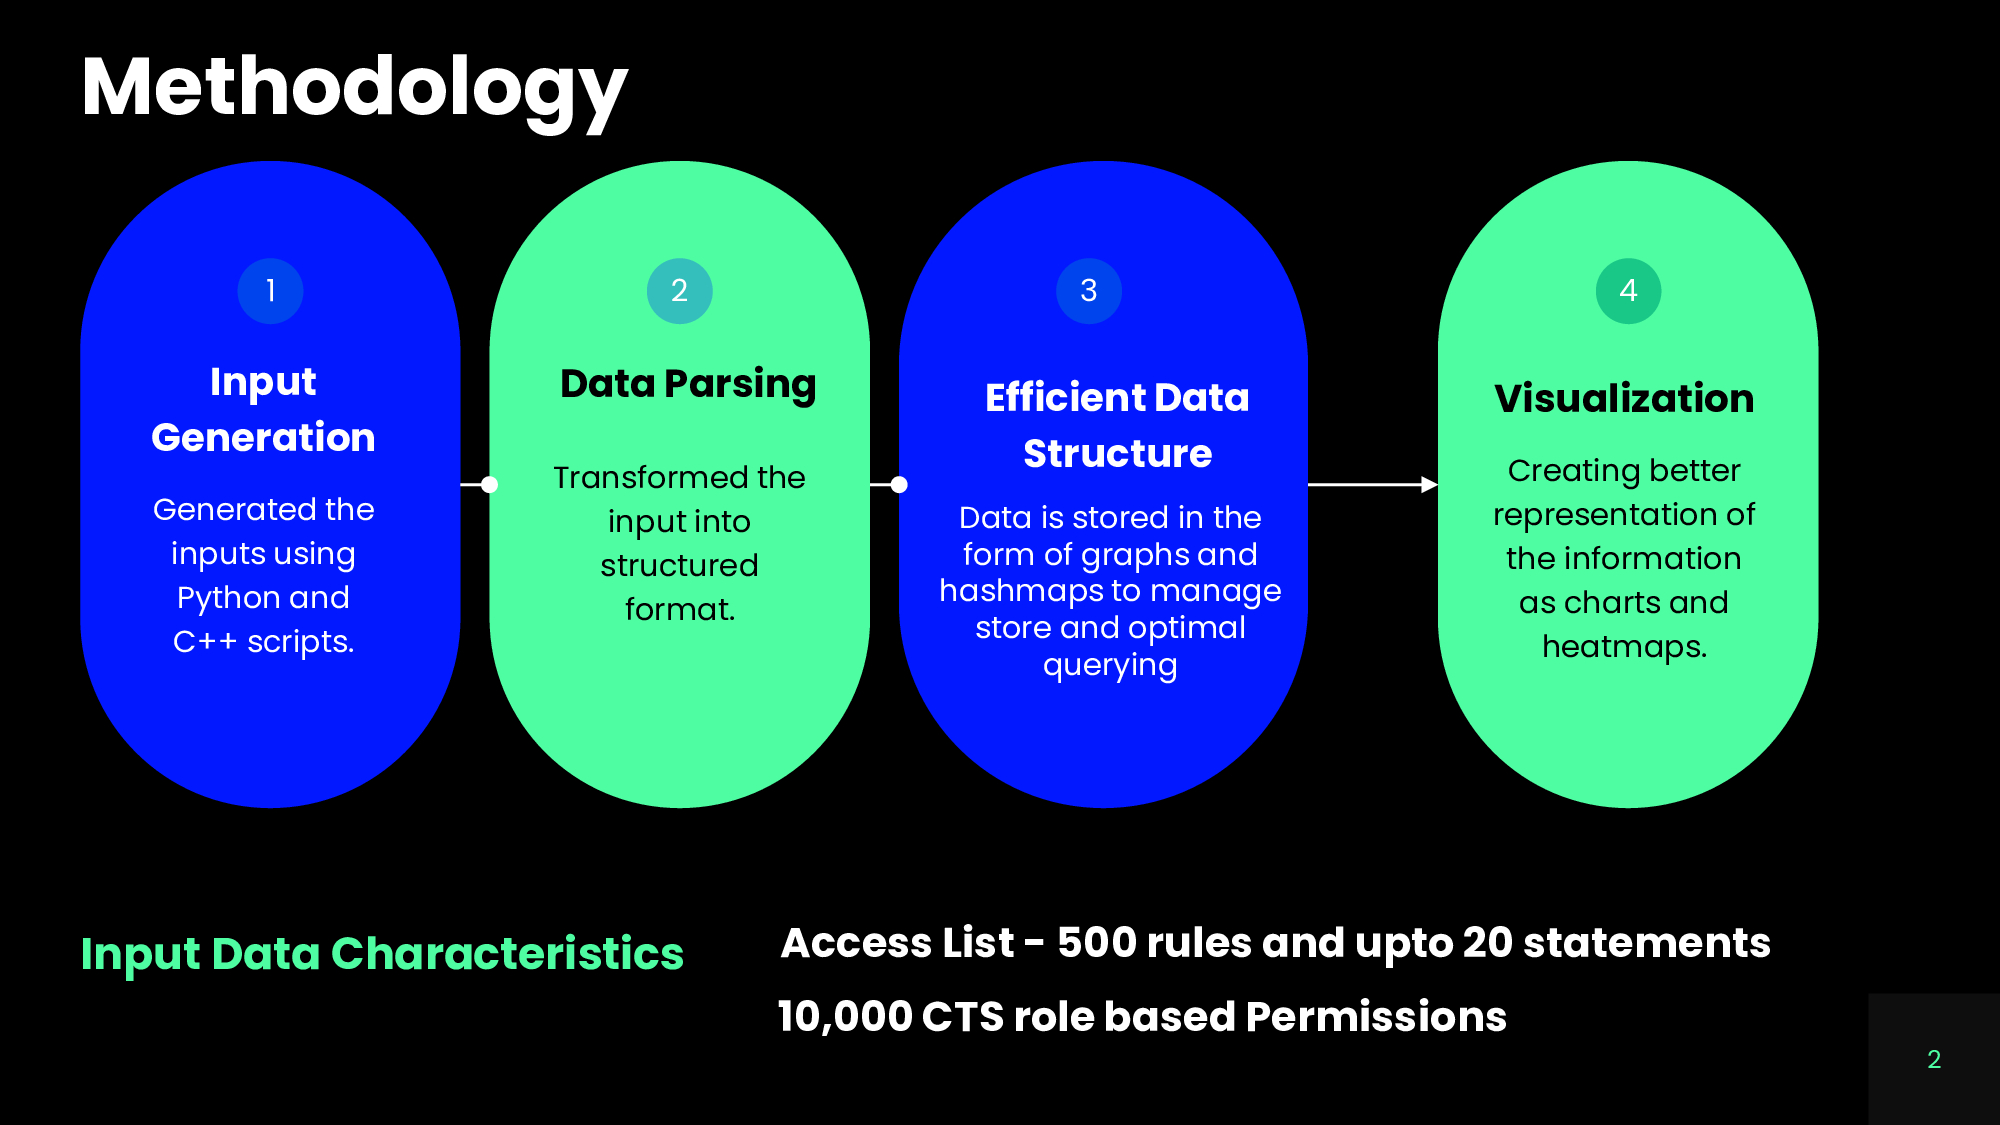 Methodology
1
Input
Generation
Generated the
inputs using
Python and
C++ scripts.
2
Data Parsing
Transformed the
input into
structured
format.
3
Efficient Data
Structure
Data is stored in the
form of graphs and
hashmaps to manage
store and optimal
querying
4
Visualization
Creating better
representation of
the information
as charts and
heatmaps.
Input Data Characteristics
Access List - 500 rules and upto 20 statements
10,000 CTS role based Permissions
2